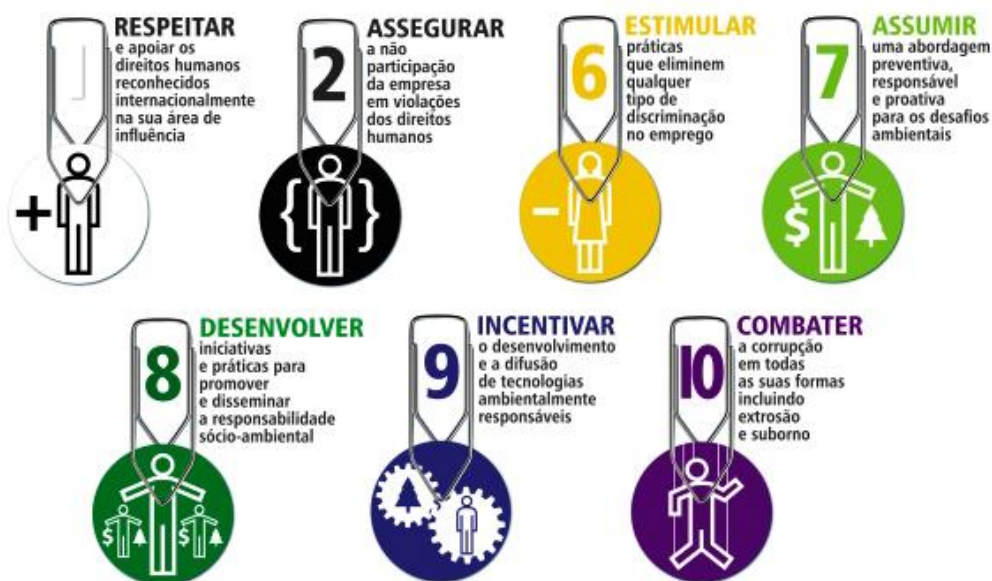 1
RESPEITAR
e apoiar os
direitos humanos
reconhecidos
internacionalmente
na sua área de
influência
+
2
ASSEGURAR
a não
participação
da empresa
em violações
dos direitos
humanos
{ }
6
ESTIMULAR
práticas
que eliminem
qualquer
tipo de
discriminação
no emprego
-
7
ASSUMIR
uma abordagem
preventiva,
responsável
e proativa
para os desafios
ambientais
$
8
DESENVOLVER
iniciativas
e práticas para
promover
e disseminar
a responsabilidade
sócio-ambiental
$ $
9
INCENTIVAR
o desenvolvimento
e a difusão
de tecnologias
ambientalmente
responsáveis
10
COMBATER
a corrupção
em todas
as suas formas
incluindo
extrosão
e suborno